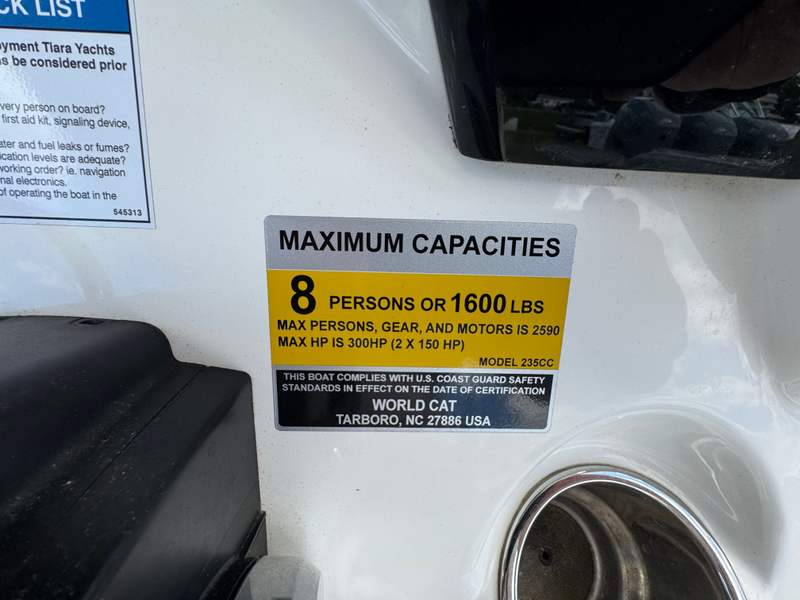 CK LIST
oyment Tiara Yachts
s be considered prior
very person on board?
first aid kit, signaling device,
ater and fuel leaks or fumes?
ication levels are adequate?
working order? ie. navigation
nal electronics.
of operating the boat in the
545313
MAXIMUM CAPACITIES
8 PERSONS OR 1600 LBS
MAX PERSONS, GEAR, AND MOTORS IS 2590
MAX HP IS 300HP (2 X 150 HP)
MODEL 235CC
THIS BOAT COMPLIES WITH U.S. COAST GUARD SAFETY
STANDARDS IN EFFECT ON THE DATE OF CERTIFICATION
WORLD CAT
TARBORO, NC 27886 USA